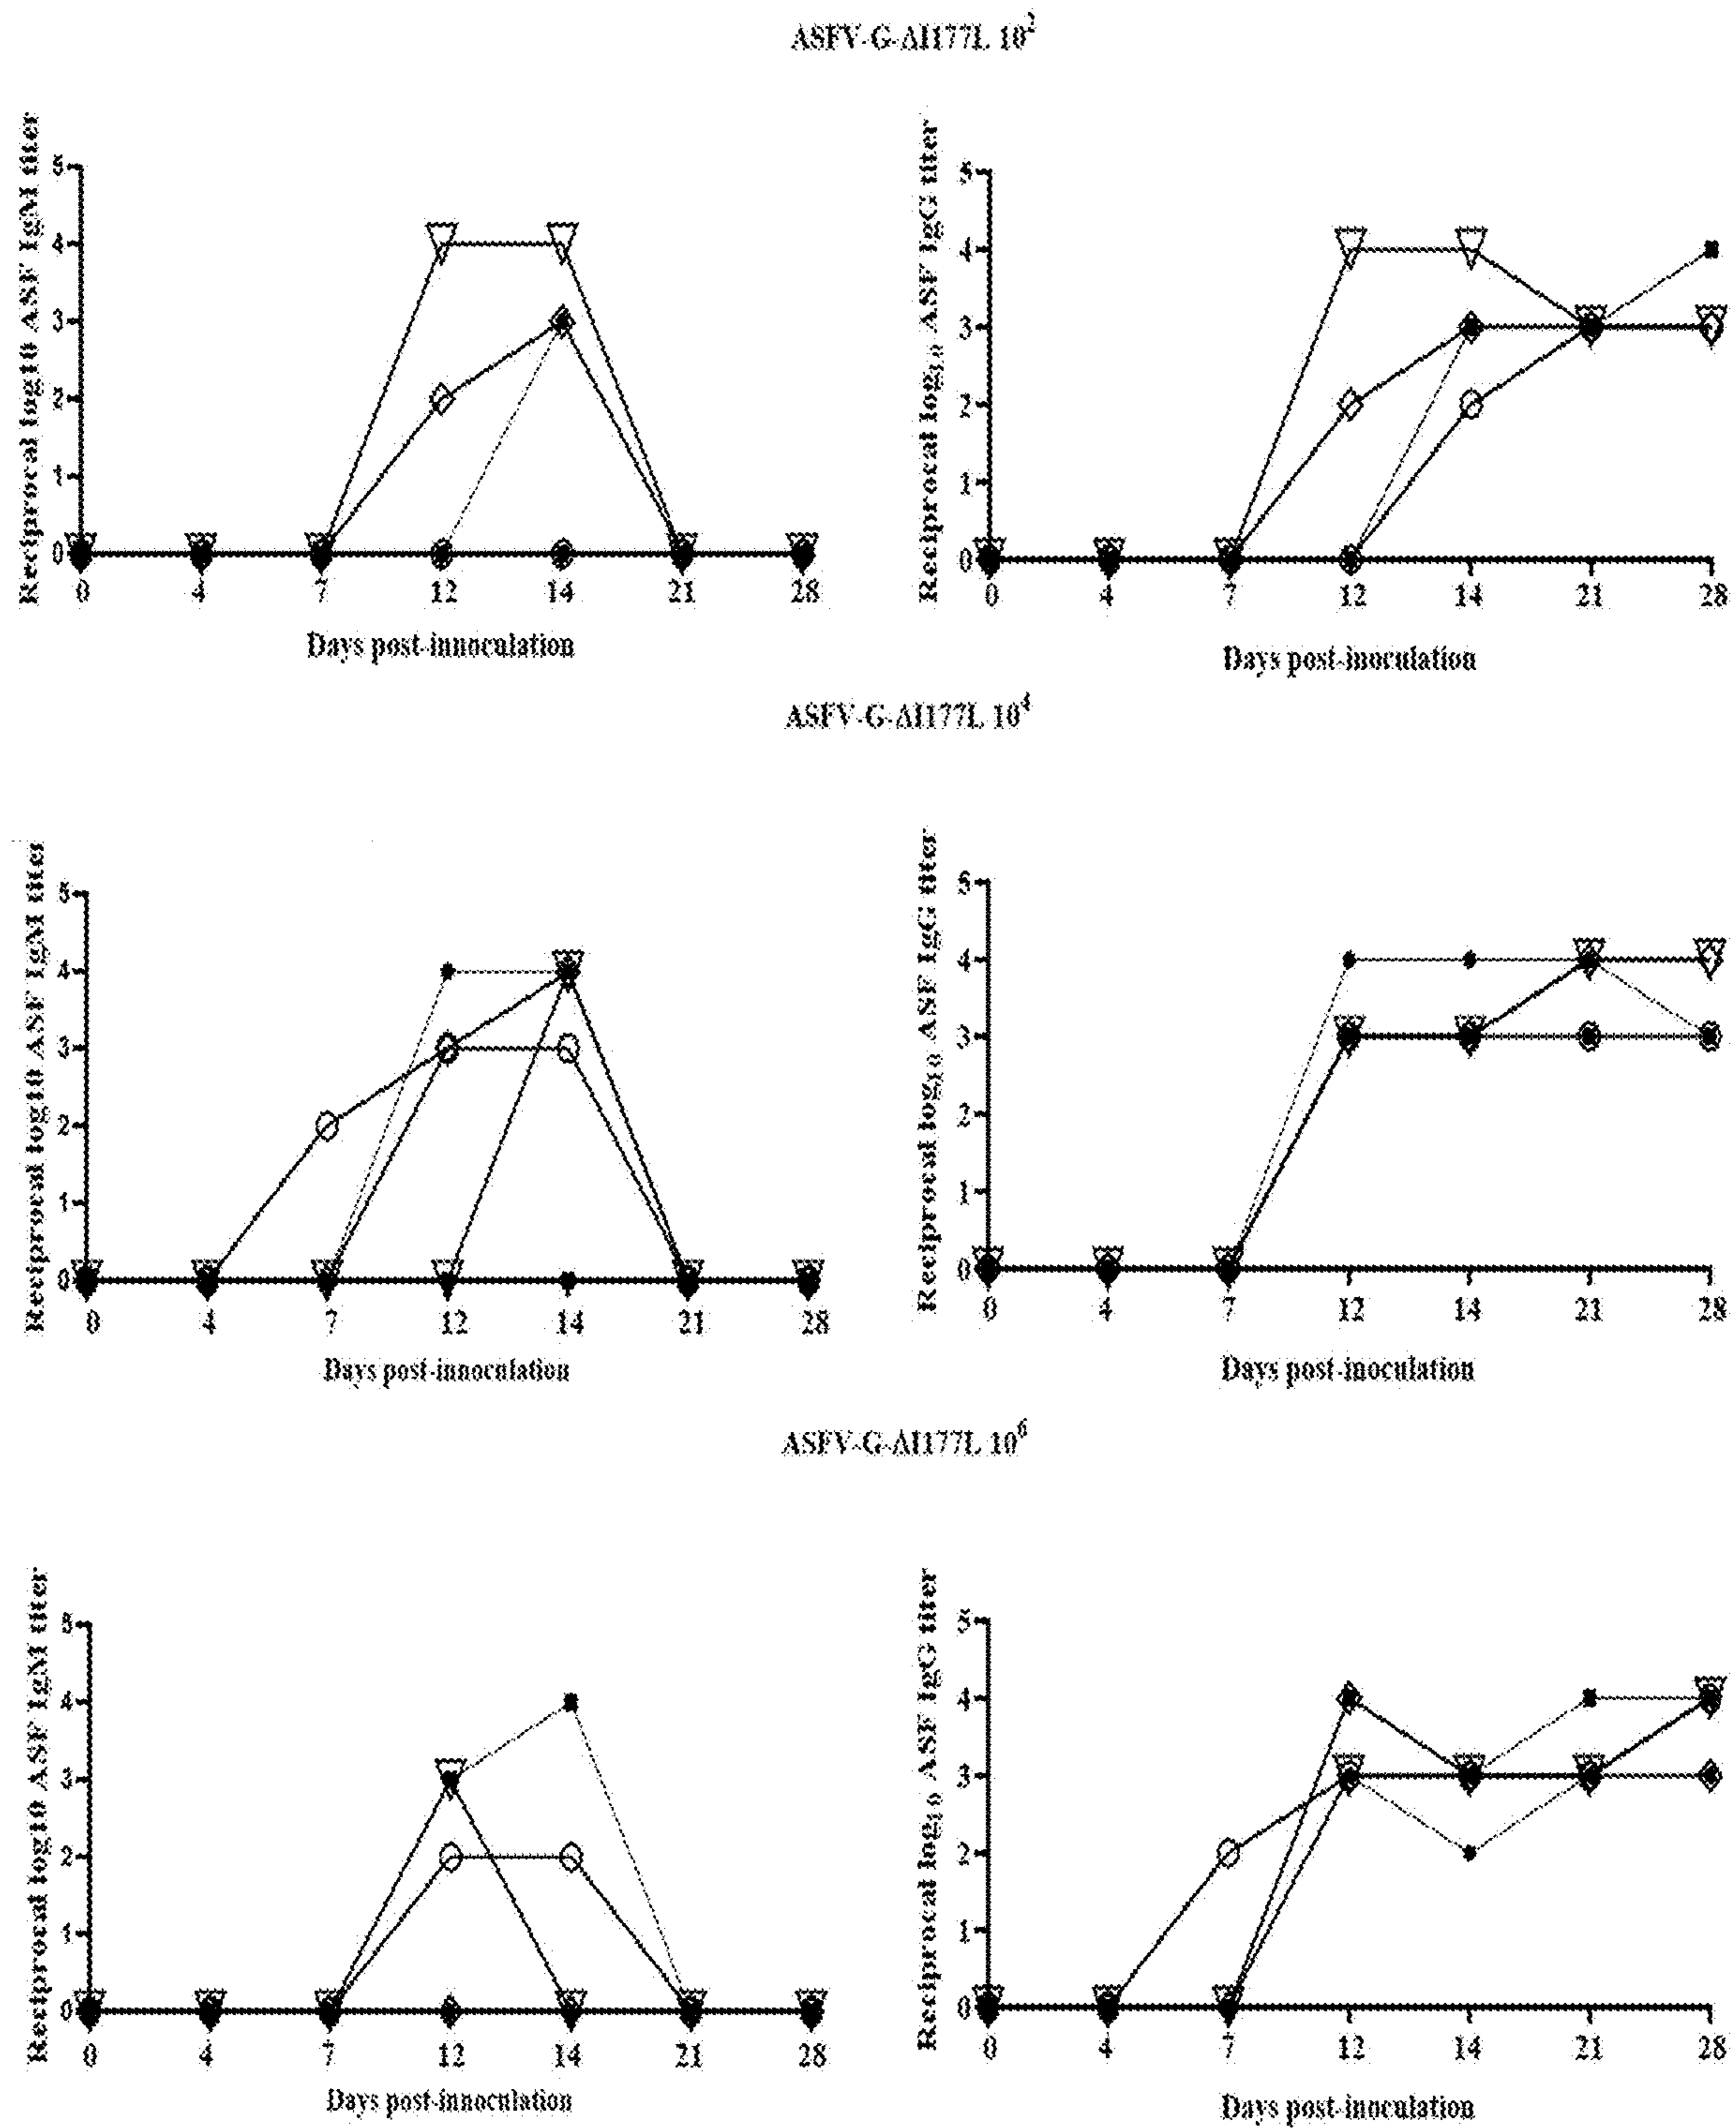 ASFV-G-ΔI177L 10²
Reciprocal log10 ASF IgM titer
5
4
3
2
1
0
0 4 7 12 14 21 28
Days post-innoculation
Reciprocal log₁₀ ASF IgG titer
5
4
3
2
1
0
0 4 7 12 14 21 28
Days post-inoculation
ASFV-G-ΔI177L 10⁴
Reciprocal log10 ASF IgM titer
5
4
3
2
1
0
0 4 7 12 14 21 28
Days post-innoculation
Reciprocal log₁₀ ASF IgG titer
5
4
3
2
1
0
0 4 7 12 14 21 28
Days post-inoculation
ASFV-G-ΔI177L 10⁶
Reciprocal log10 ASF IgM titer
5
4
3
2
1
0
0 4 7 12 14 21 28
Days post-innoculation
Reciprocal log₁₀ ASF IgG titer
5
4
3
2
1
0
0 4 7 12 14 21 28
Days post-inoculation